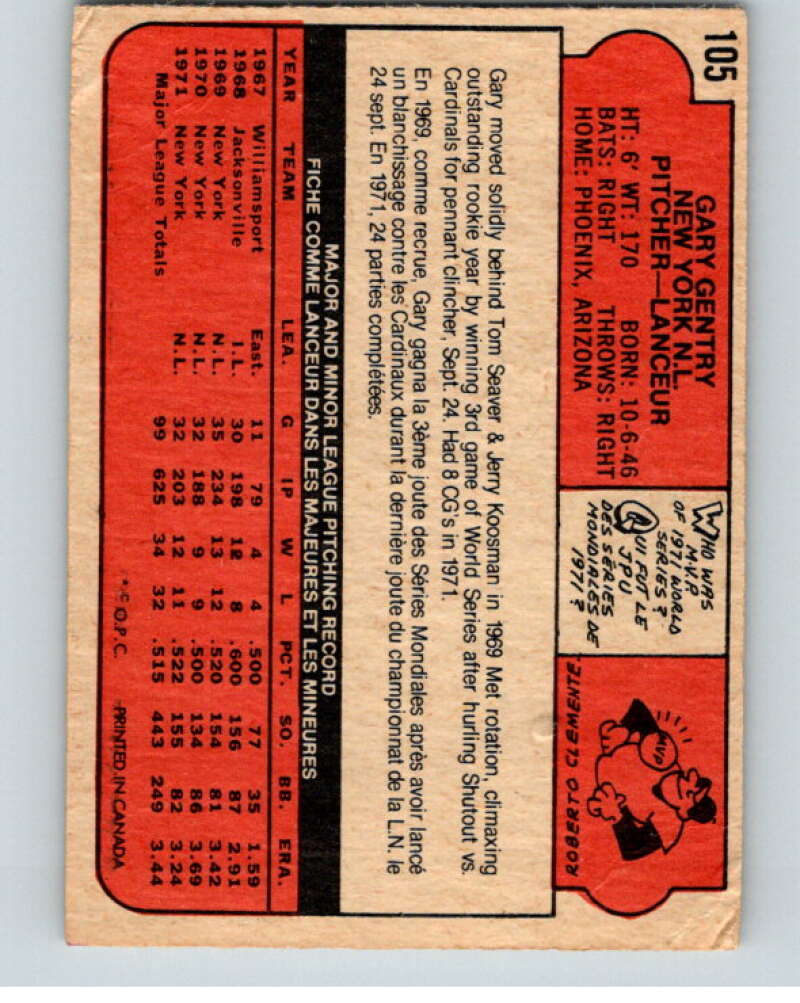 105
GARY GENTRY
NEW YORK N.L.
PITCHER—LANCEUR
HT: 6' WT: 170 BORN: 10-6-46
BATS: RIGHT THROWS: RIGHT
HOME: PHOENIX, ARIZONA
WHO WAS
M.V.P.
OF 1971 WORLD
SERIES?
QUI FUT LE
JPU
DES SÉRIES
MONDIALES DE
1971?
MVP
ROBERTO CLEMENTE.
Gary moved solidly behind Tom Seaver & Jerry Koosman in 1969 Met rotation, climaxing
outstanding rookie year by winning 3rd game of World Series after hurling Shutout vs.
Cardinals for pennant clincher, Sept. 24. Had 8 CG's in 1971.
En 1969, comme recrue, Gary gagna la 3ème joute des Séries Mondiales après avoir lancé
un blanchissage contre les Cardinaux durant la dernière joute du championnat de la L.N. le
24 sept. En 1971, 24 parties complétées.
MAJOR AND MINOR LEAGUE PITCHING RECORD
FICHE COMME LANCEUR DANS LES MAJEURES ET LES MINEURES
YEAR TEAM LEA. G IP W L PCT. SO. BB. ERA.
1967 Williamsport East. 11 79 4 4 .500 77 35 1.59
1968 Jacksonville I.L. 30 198 12 8 .600 156 87 2.91
1969 New York N.L. 35 234 13 12 .520 154 81 3.42
1970 New York N.L. 32 188 9 9 .500 134 86 3.69
1971 New York N.L. 32 203 12 11 .522 155 82 3.24
Major League Totals 99 625 34 32 .515 443 249 3.44
*© O.P.C. PRINTED IN CANADA